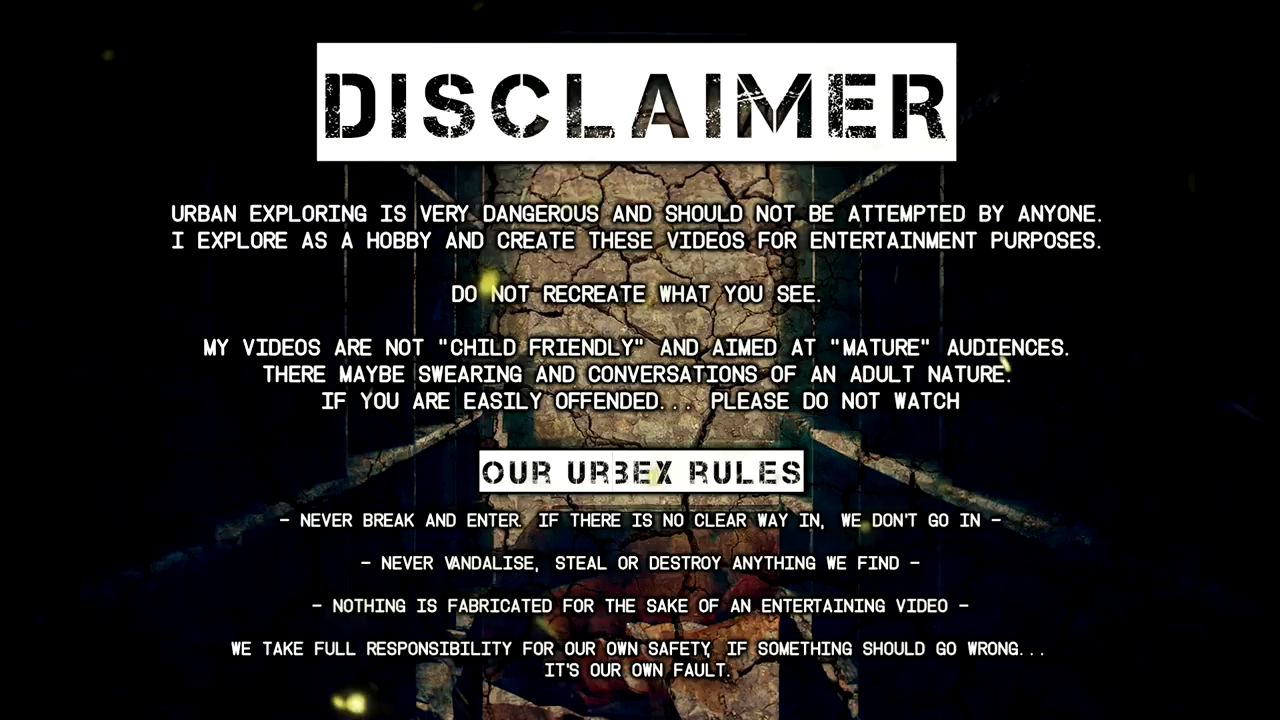 DISCLAIMER
URBAN EXPLORING IS VERY DANGEROUS AND SHOULD NOT BE ATTEMPTED BY ANYONE.
I EXPLORE AS A HOBBY AND CREATE THESE VIDEOS FOR ENTERTAINMENT PURPOSES.
DO NOT RECREATE WHAT YOU SEE.
MY VIDEOS ARE NOT "CHILD FRIENDLY" AND AIMED AT "MATURE" AUDIENCES.
THERE MAYBE SWEARING AND CONVERSATIONS OF AN ADULT NATURE.
IF YOU ARE EASILY OFFENDED... PLEASE DO NOT WATCH
OUR URBEX RULES
- NEVER BREAK AND ENTER. IF THERE IS NO CLEAR WAY IN, WE DON'T GO IN -
- NEVER VANDALISE, STEAL OR DESTROY ANYTHING WE FIND -
- NOTHING IS FABRICATED FOR THE SAKE OF AN ENTERTAINING VIDEO -
WE TAKE FULL RESPONSIBILITY FOR OUR OWN SAFETY, IF SOMETHING SHOULD GO WRONG...
IT'S OUR OWN FAULT.